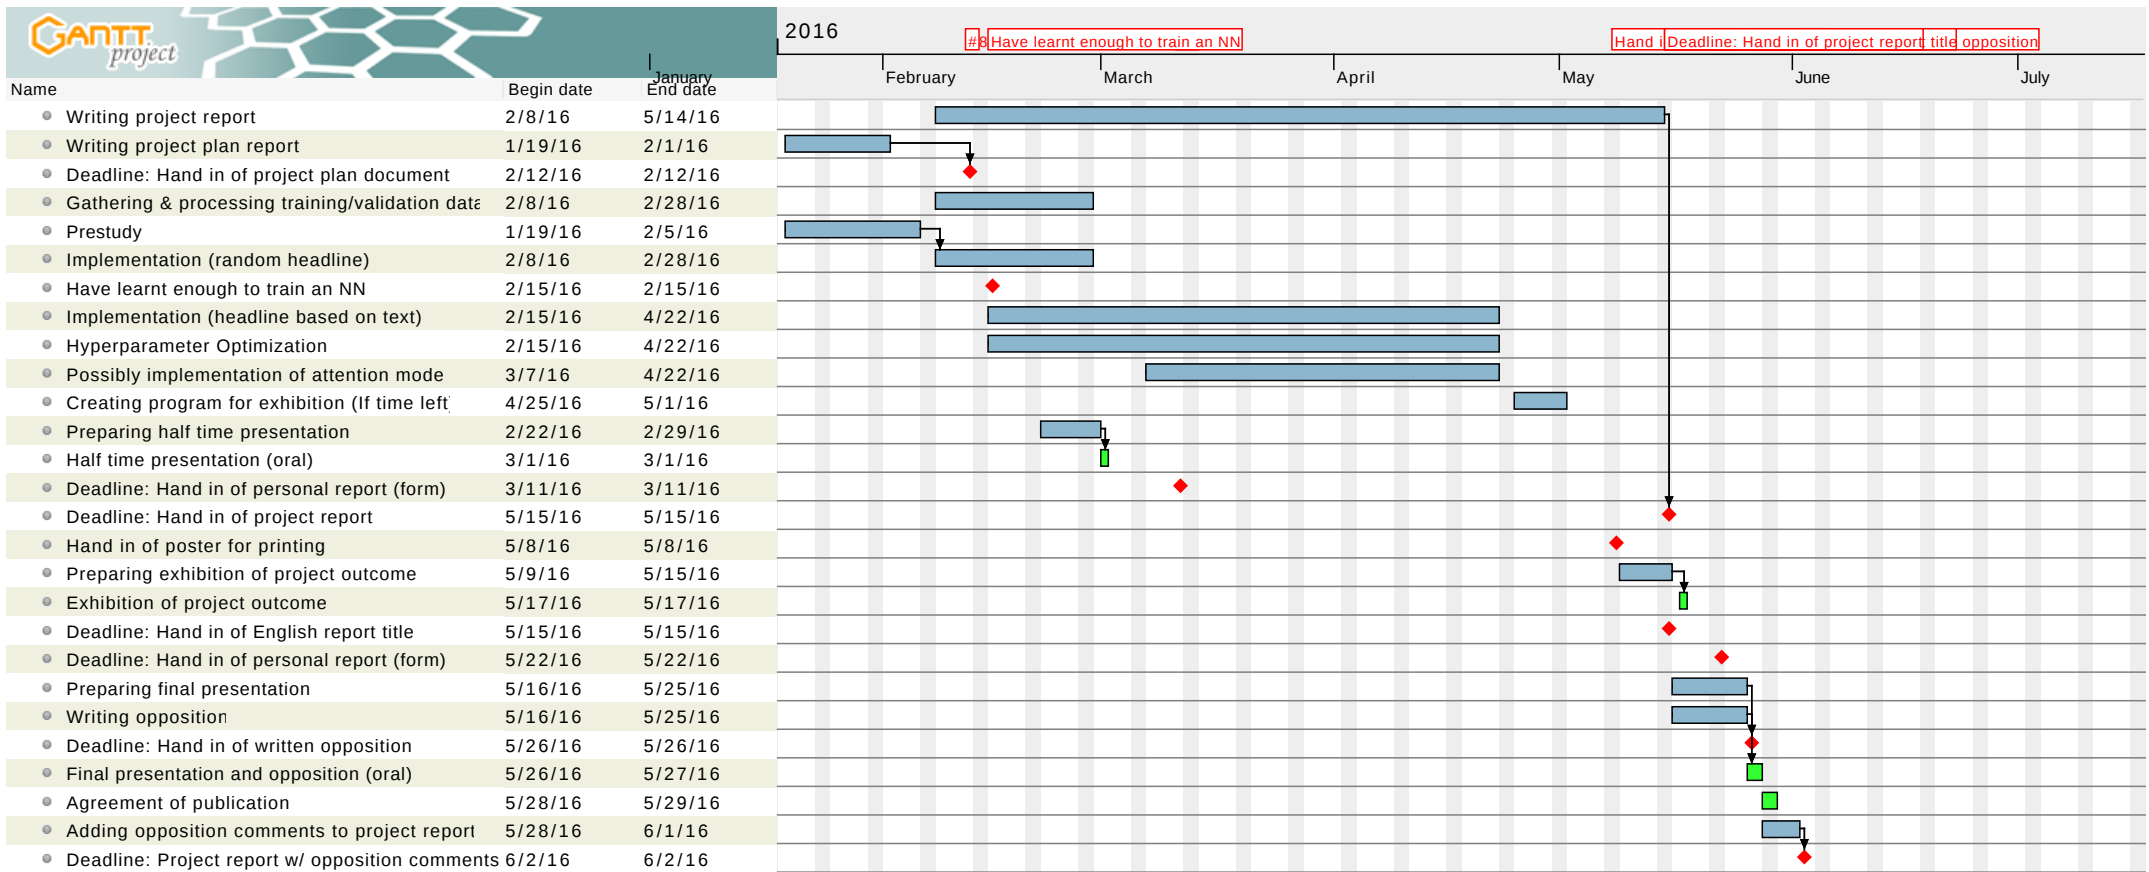 GANTT
project
2016
#8 Have learnt enough to train an NN
Hand i Deadline: Hand in of project report title opposition
January February March April May June July
Name Begin date End date
Writing project report 2/8/16 5/14/16
Writing project plan report 1/19/16 2/1/16
Deadline: Hand in of project plan document 2/12/16 2/12/16
Gathering & processing training/validation data 2/8/16 2/28/16
Prestudy 1/19/16 2/5/16
Implementation (random headline) 2/8/16 2/28/16
Have learnt enough to train an NN 2/15/16 2/15/16
Implementation (headline based on text) 2/15/16 4/22/16
Hyperparameter Optimization 2/15/16 4/22/16
Possibly implementation of attention mode 3/7/16 4/22/16
Creating program for exhibition (If time left) 4/25/16 5/1/16
Preparing half time presentation 2/22/16 2/29/16
Half time presentation (oral) 3/1/16 3/1/16
Deadline: Hand in of personal report (form) 3/11/16 3/11/16
Deadline: Hand in of project report 5/15/16 5/15/16
Hand in of poster for printing 5/8/16 5/8/16
Preparing exhibition of project outcome 5/9/16 5/15/16
Exhibition of project outcome 5/17/16 5/17/16
Deadline: Hand in of English report title 5/15/16 5/15/16
Deadline: Hand in of personal report (form) 5/22/16 5/22/16
Preparing final presentation 5/16/16 5/25/16
Writing opposition 5/16/16 5/25/16
Deadline: Hand in of written opposition 5/26/16 5/26/16
Final presentation and opposition (oral) 5/26/16 5/27/16
Agreement of publication 5/28/16 5/29/16
Adding opposition comments to project report 5/28/16 6/1/16
Deadline: Project report w/ opposition comments 6/2/16 6/2/16